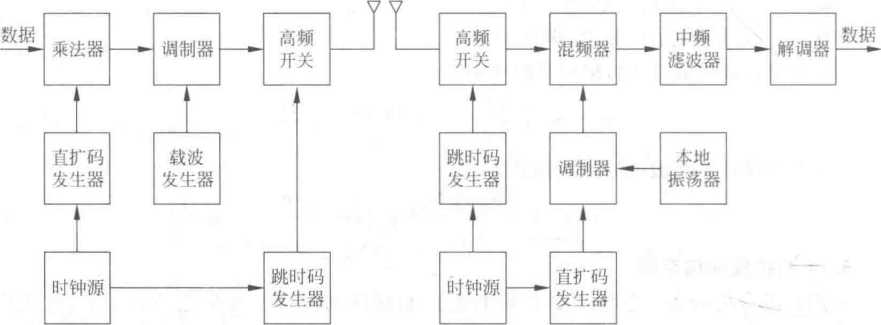 数据
乘法器
调制器
高频
开关
高频
开关
混频器
中频
滤波器
解调器
数据
直扩码
发生器
载波
发生器
跳时码
发生器
调制器
本地
振荡器
时钟源
跳时码
发生器
时钟源
直扩码
发生器